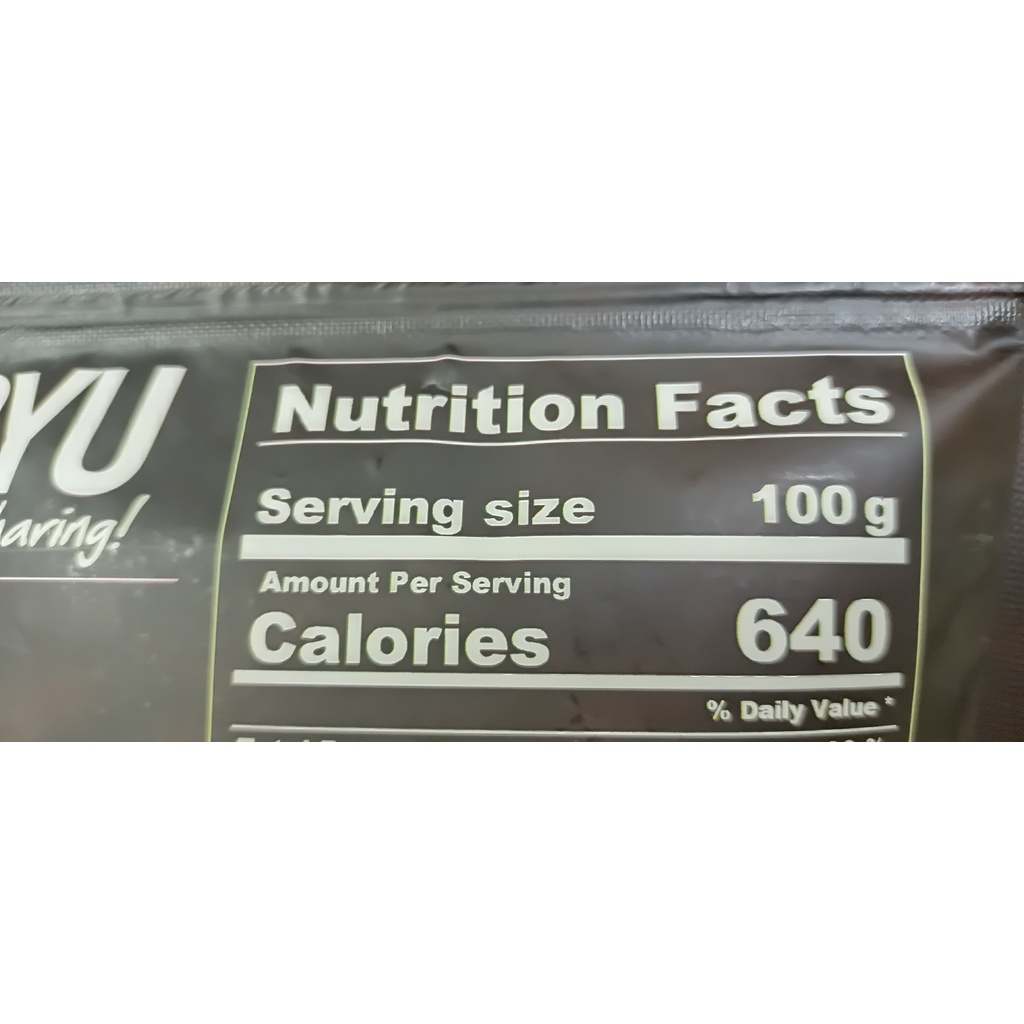 YU
haring!
Nutrition Facts
Serving size 100 g
Amount Per Serving
Calories 640
% Daily Value *